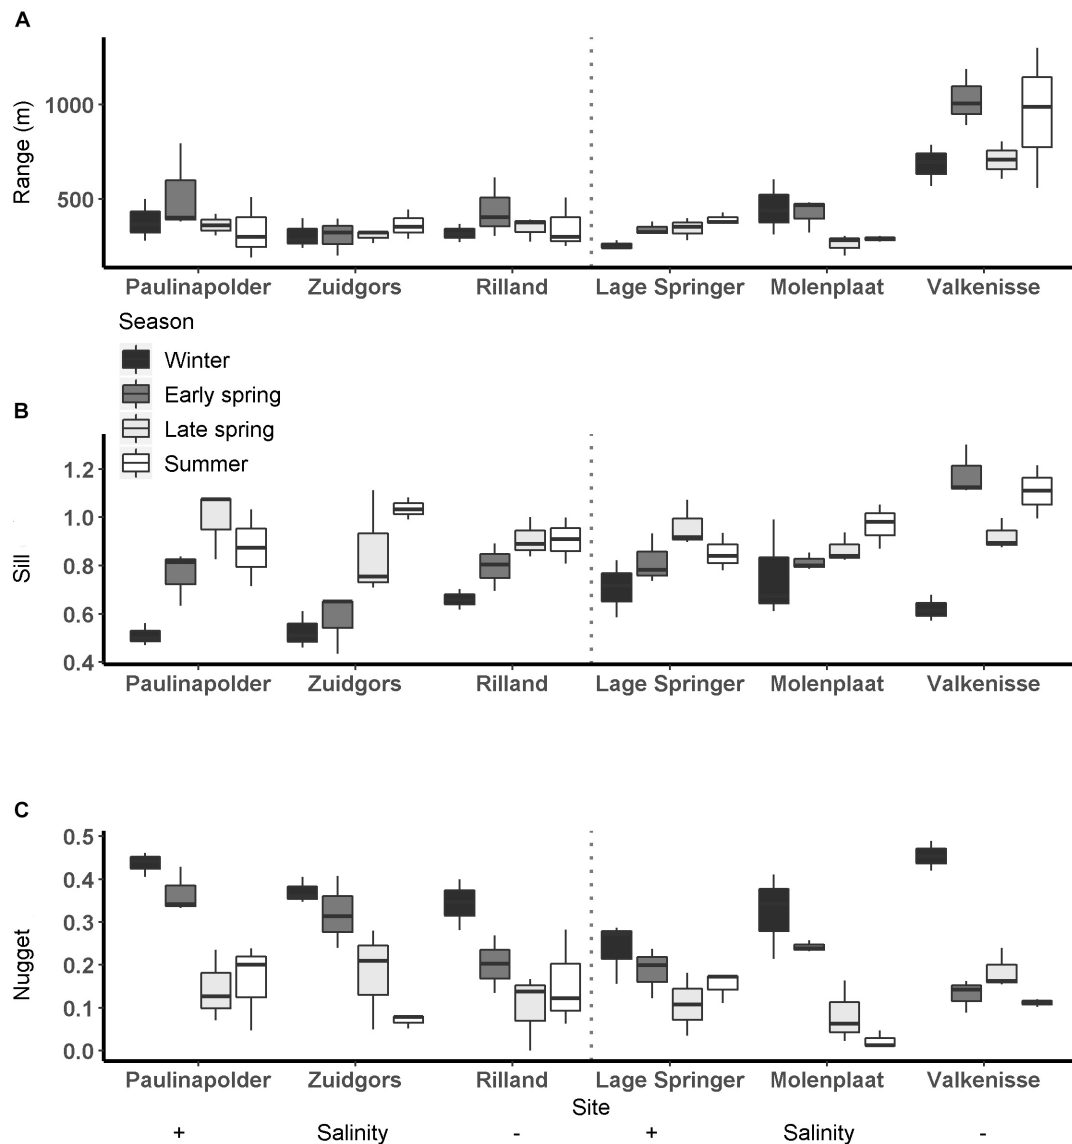 A
Range (m)
1000
500
Paulinapolder Zuidgors Rilland Lage Springer Molenplaat Valkenisse
Season
Winter
Early spring
Late spring
Summer
B
Sill
1.2
1.0
0.8
0.6
0.4
Paulinapolder Zuidgors Rilland Lage Springer Molenplaat Valkenisse
C
Nugget
0.5
0.4
0.3
0.2
0.1
0.0
Paulinapolder Zuidgors Rilland Lage Springer Molenplaat Valkenisse
Site
+ Salinity - + Salinity -